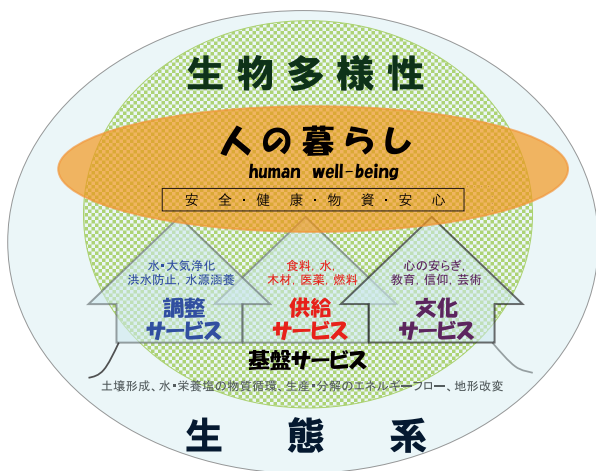 生物多様性
人の暮らし
human well-being
安全・健康・物資・安心
水・大気浄化
洪水防止, 水源涵養
調整
サービス
食料, 水,
木材, 医薬, 燃料
供給
サービス
心の安らぎ
教育, 信仰, 芸術
文化
サービス
基盤サービス
土壌形成、水・栄養塩の物質循環、生産・分解のエネルギーフロー、地形改変
生態系